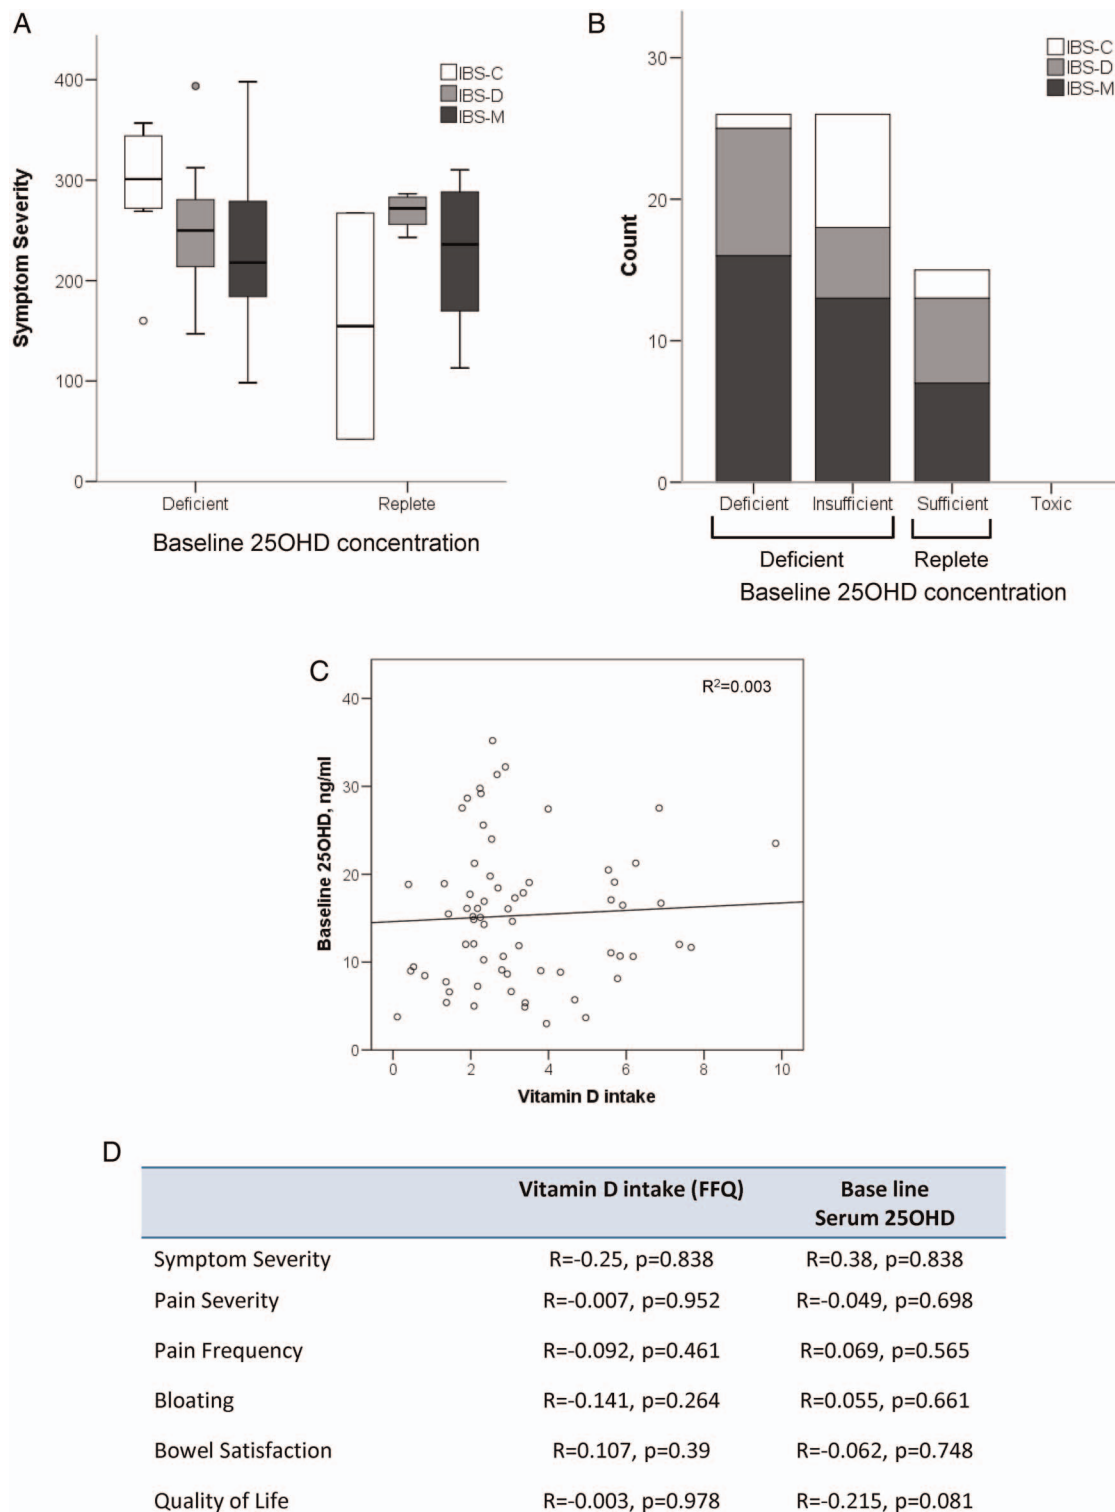 A
400
300
200
100
0
Symptom Severity
IBS-C
IBS-D
IBS-M
Deficient Replete
Baseline 25OHD concentration
B
30
20
10
0
Count
IBS-C
IBS-D
IBS-M
Deficient Insufficient Sufficient Toxic
Deficient Replete
Baseline 25OHD concentration
C
R²=0.003
40
30
20
10
0
Baseline 25OHD, ng/ml
0 2 4 6 8 10
Vitamin D intake
D
Vitamin D intake (FFQ) Base line
Serum 25OHD
Symptom Severity R=-0.25, p=0.838 R=0.38, p=0.838
Pain Severity R=-0.007, p=0.952 R=-0.049, p=0.698
Pain Frequency R=-0.092, p=0.461 R=0.069, p=0.565
Bloating R=-0.141, p=0.264 R=0.055, p=0.661
Bowel Satisfaction R=0.107, p=0.39 R=-0.062, p=0.748
Quality of Life R=-0.003, p=0.978 R=-0.215, p=0.081